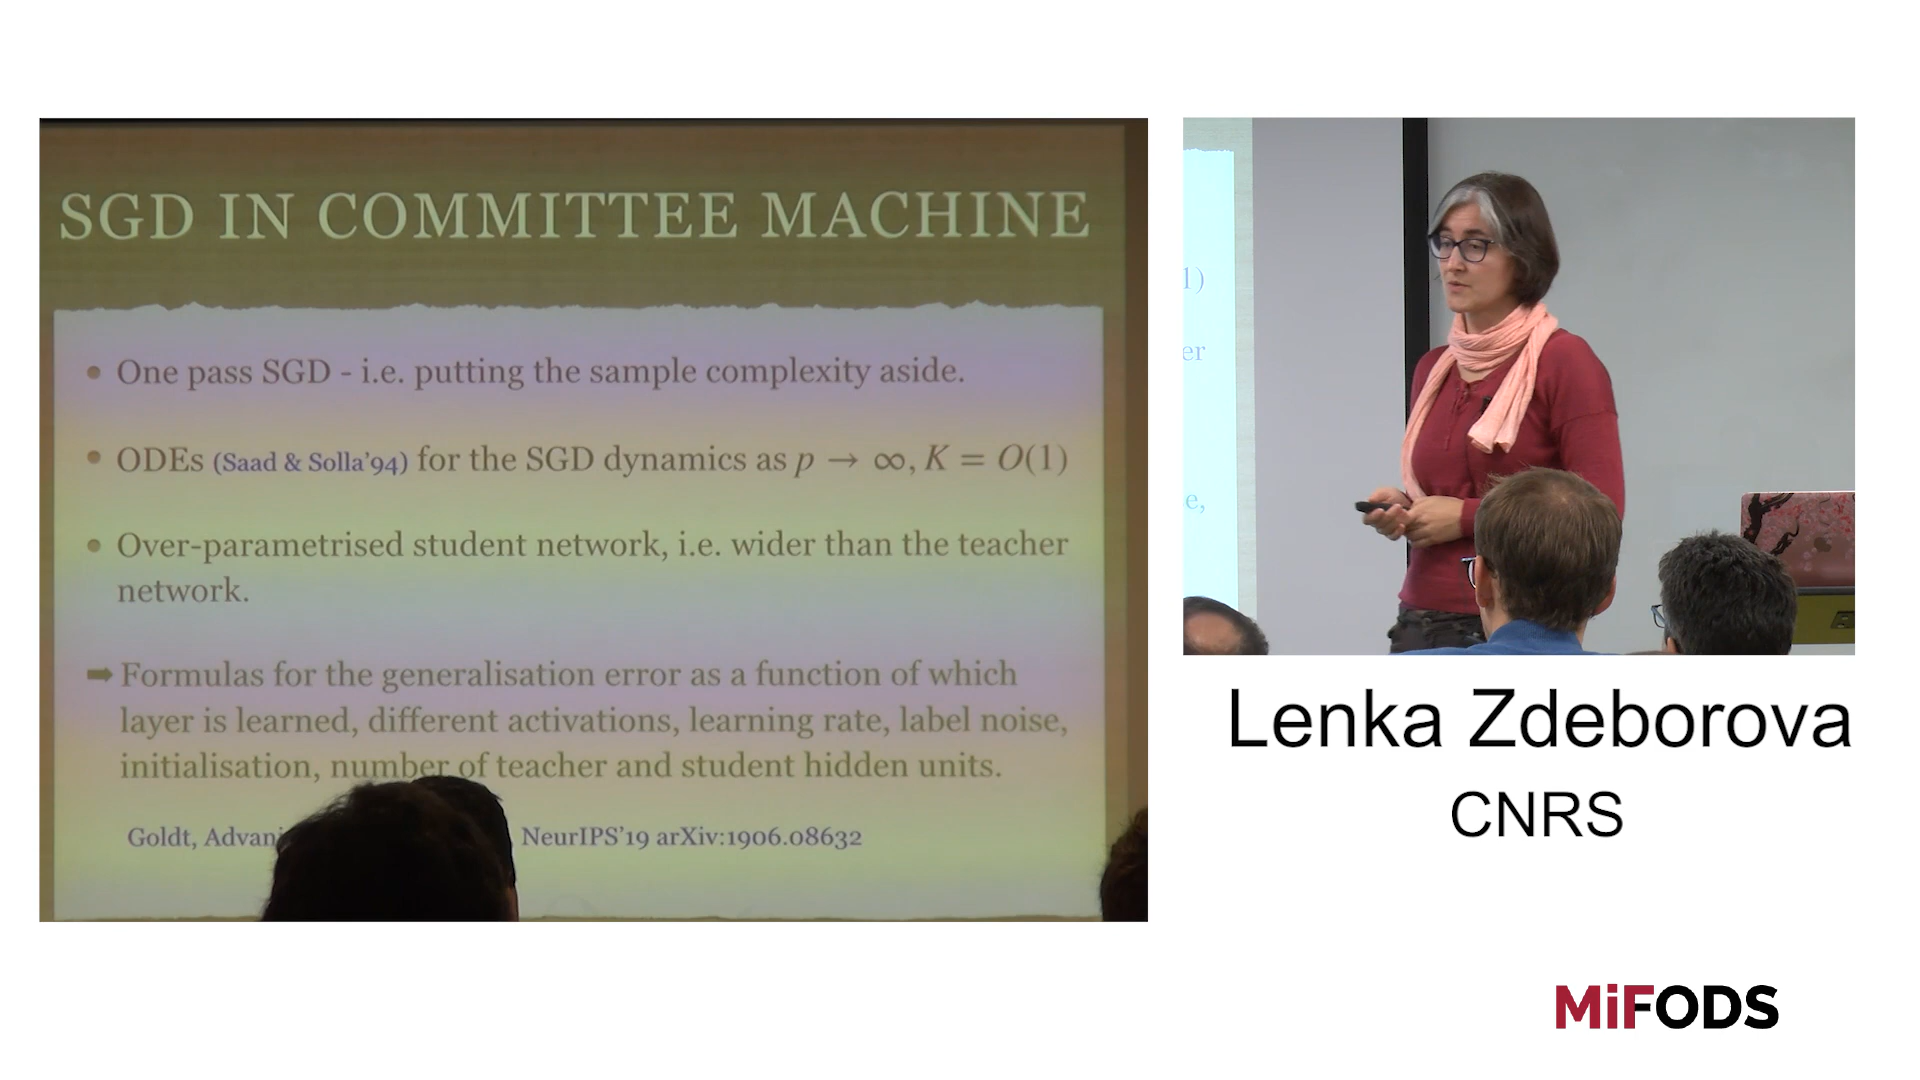 SGD IN COMMITTEE MACHINE
• One pass SGD - i.e. putting the sample complexity aside.
• ODEs (Saad & Solla'94) for the SGD dynamics as p → ∞, K = O(1)
• Over-parametrised student network, i.e. wider than the teacher
network.
➡ Formulas for the generalisation error as a function of which
layer is learned, different activations, learning rate, label noise,
initialisation, number of teacher and student hidden units.
Goldt, NeurIPS'19 arXiv:1906.08632
1)
er
e,
Lenka Zdeborova
CNRS
MiFODS